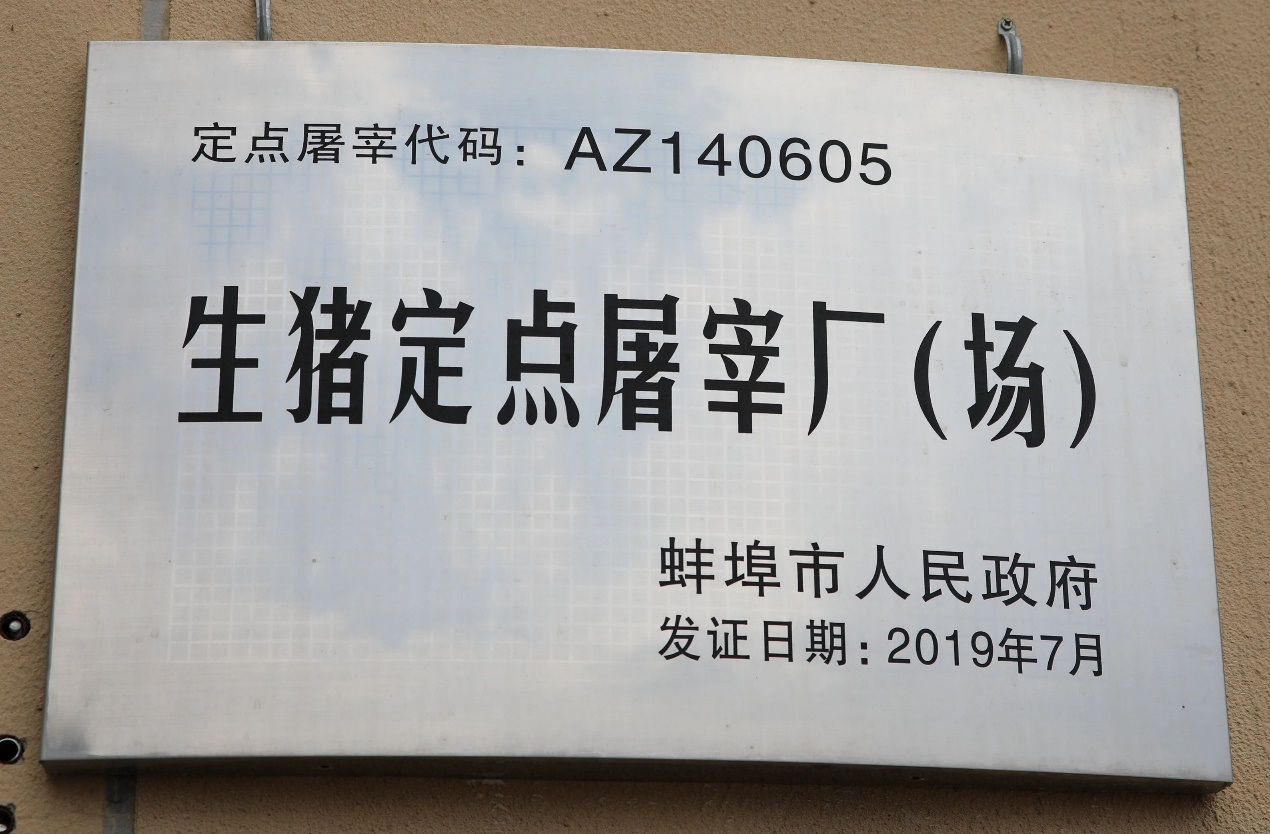 定点屠宰代码：AZ140605
生猪定点屠宰厂(场)
蚌埠市人民政府
发证日期：2019年7月